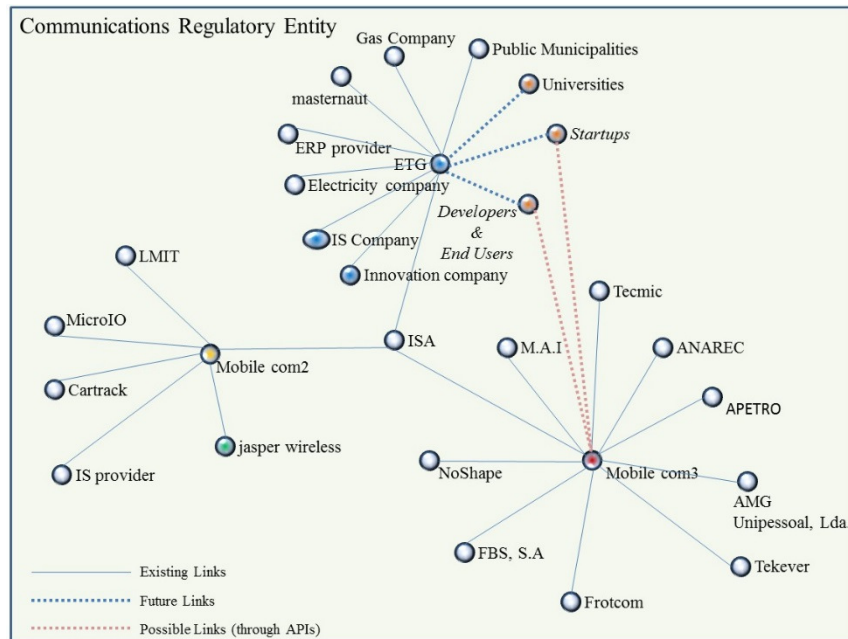 Communications Regulatory Entity
Gas Company
Public Municipalities
masternaut
Universities
ERP provider
Startups
ETG
Electricity company
Developers
&
End Users
IS Company
Innovation company
LMIT
Tecmic
MicroIO
ISA
M.A.I
ANAREC
Mobile com2
Cartrack
APETRO
jasper wireless
IS provider
NoShape
Mobile com3
AMG
Unipessoal, Lda.
FBS, S.A
Tekever
Existing Links
Future Links
Frotcom
Possible Links (through APIs)